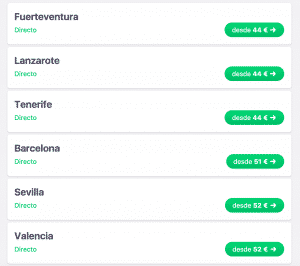 Fuerteventura
Directo
desde 44 € →
Lanzarote
Directo
desde 44 € →
Tenerife
Directo
desde 44 € →
Barcelona
Directo
desde 51 € →
Sevilla
Directo
desde 52 € →
Valencia
Directo
desde 52 € →